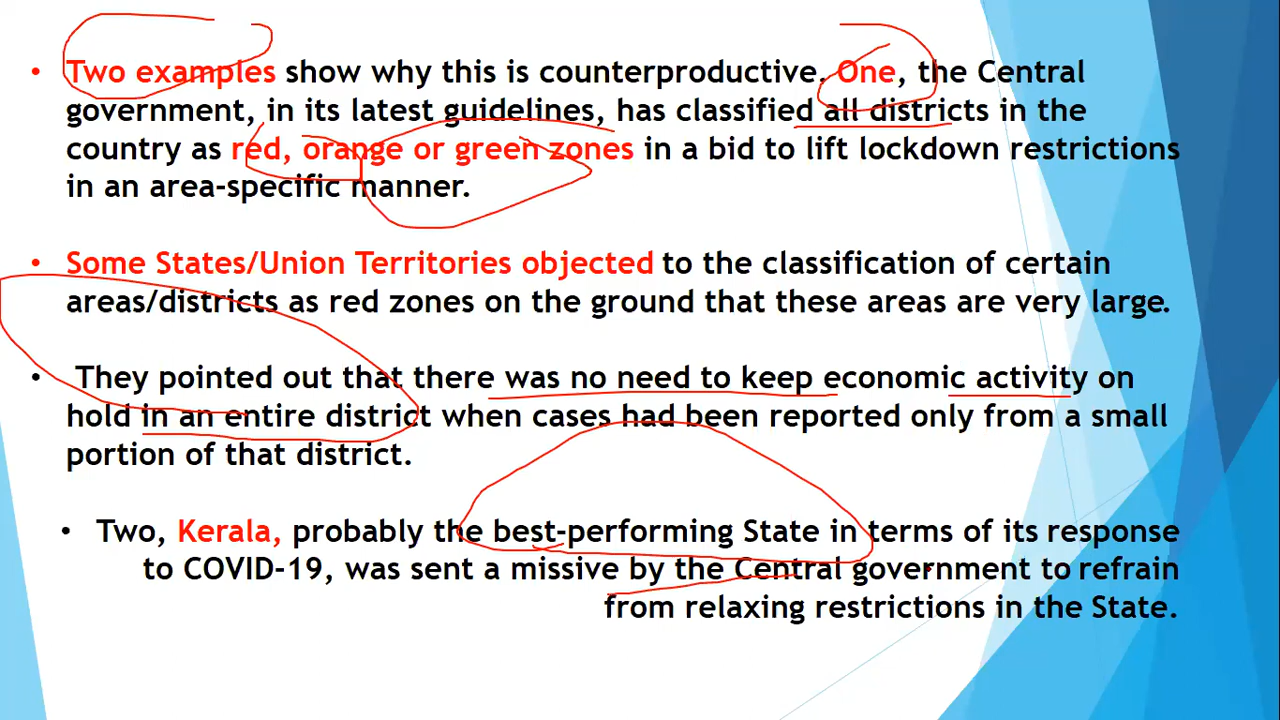 • Two examples show why this is counterproductive. One, the Central
government, in its latest guidelines, has classified all districts in the
country as red, orange or green zones in a bid to lift lockdown restrictions
in an area-specific manner.
• Some States/Union Territories objected to the classification of certain
areas/districts as red zones on the ground that these areas are very large.
• They pointed out that there was no need to keep economic activity on
hold in an entire district when cases had been reported only from a small
portion of that district.
• Two, Kerala, probably the best-performing State in terms of its response
to COVID-19, was sent a missive by the Central government to refrain
from relaxing restrictions in the State.